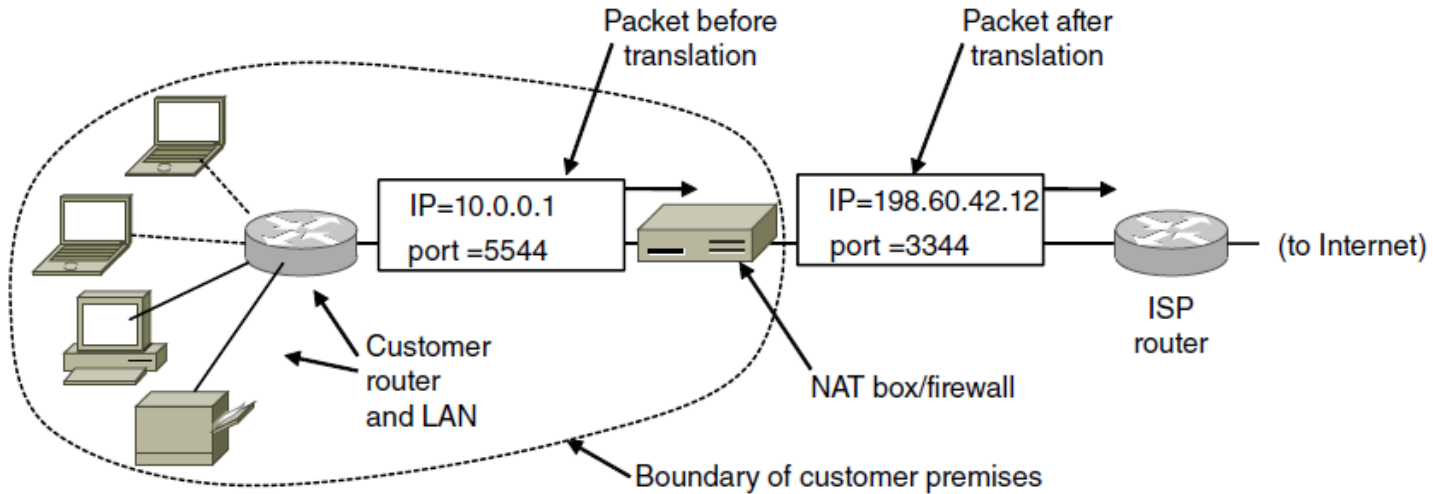 Packet before
translation
Packet after
translation
IP=10.0.0.1
port =5544
IP=198.60.42.12
port =3344
(to Internet)
ISP
router
Customer
router
and LAN
NAT box/firewall
Boundary of customer premises